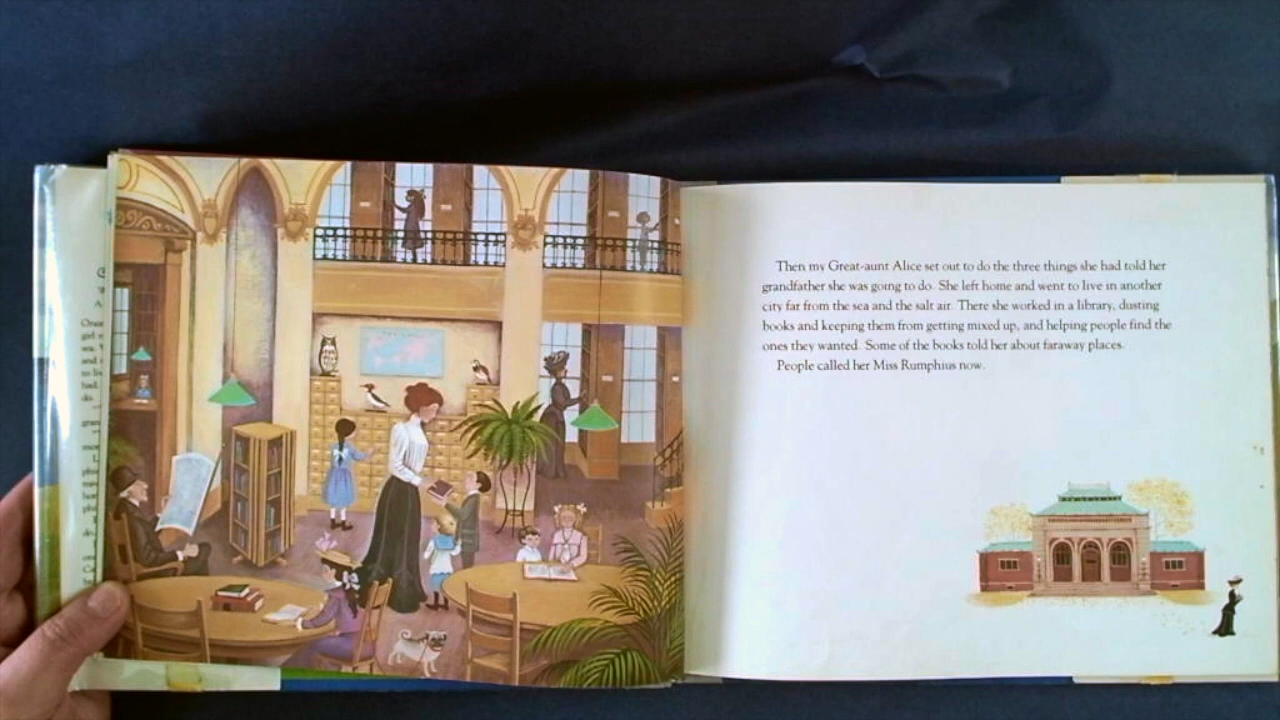 Then my Great-aunt Alice set out to do the three things she had told her
grandfather she was going to do. She left home and went to live in another
city far from the sea and the salt air. There she worked in a library, dusting
books and keeping them from getting mixed up, and helping people find the
ones they wanted. Some of the books told her about faraway places.
People called her Miss Rumphius now.